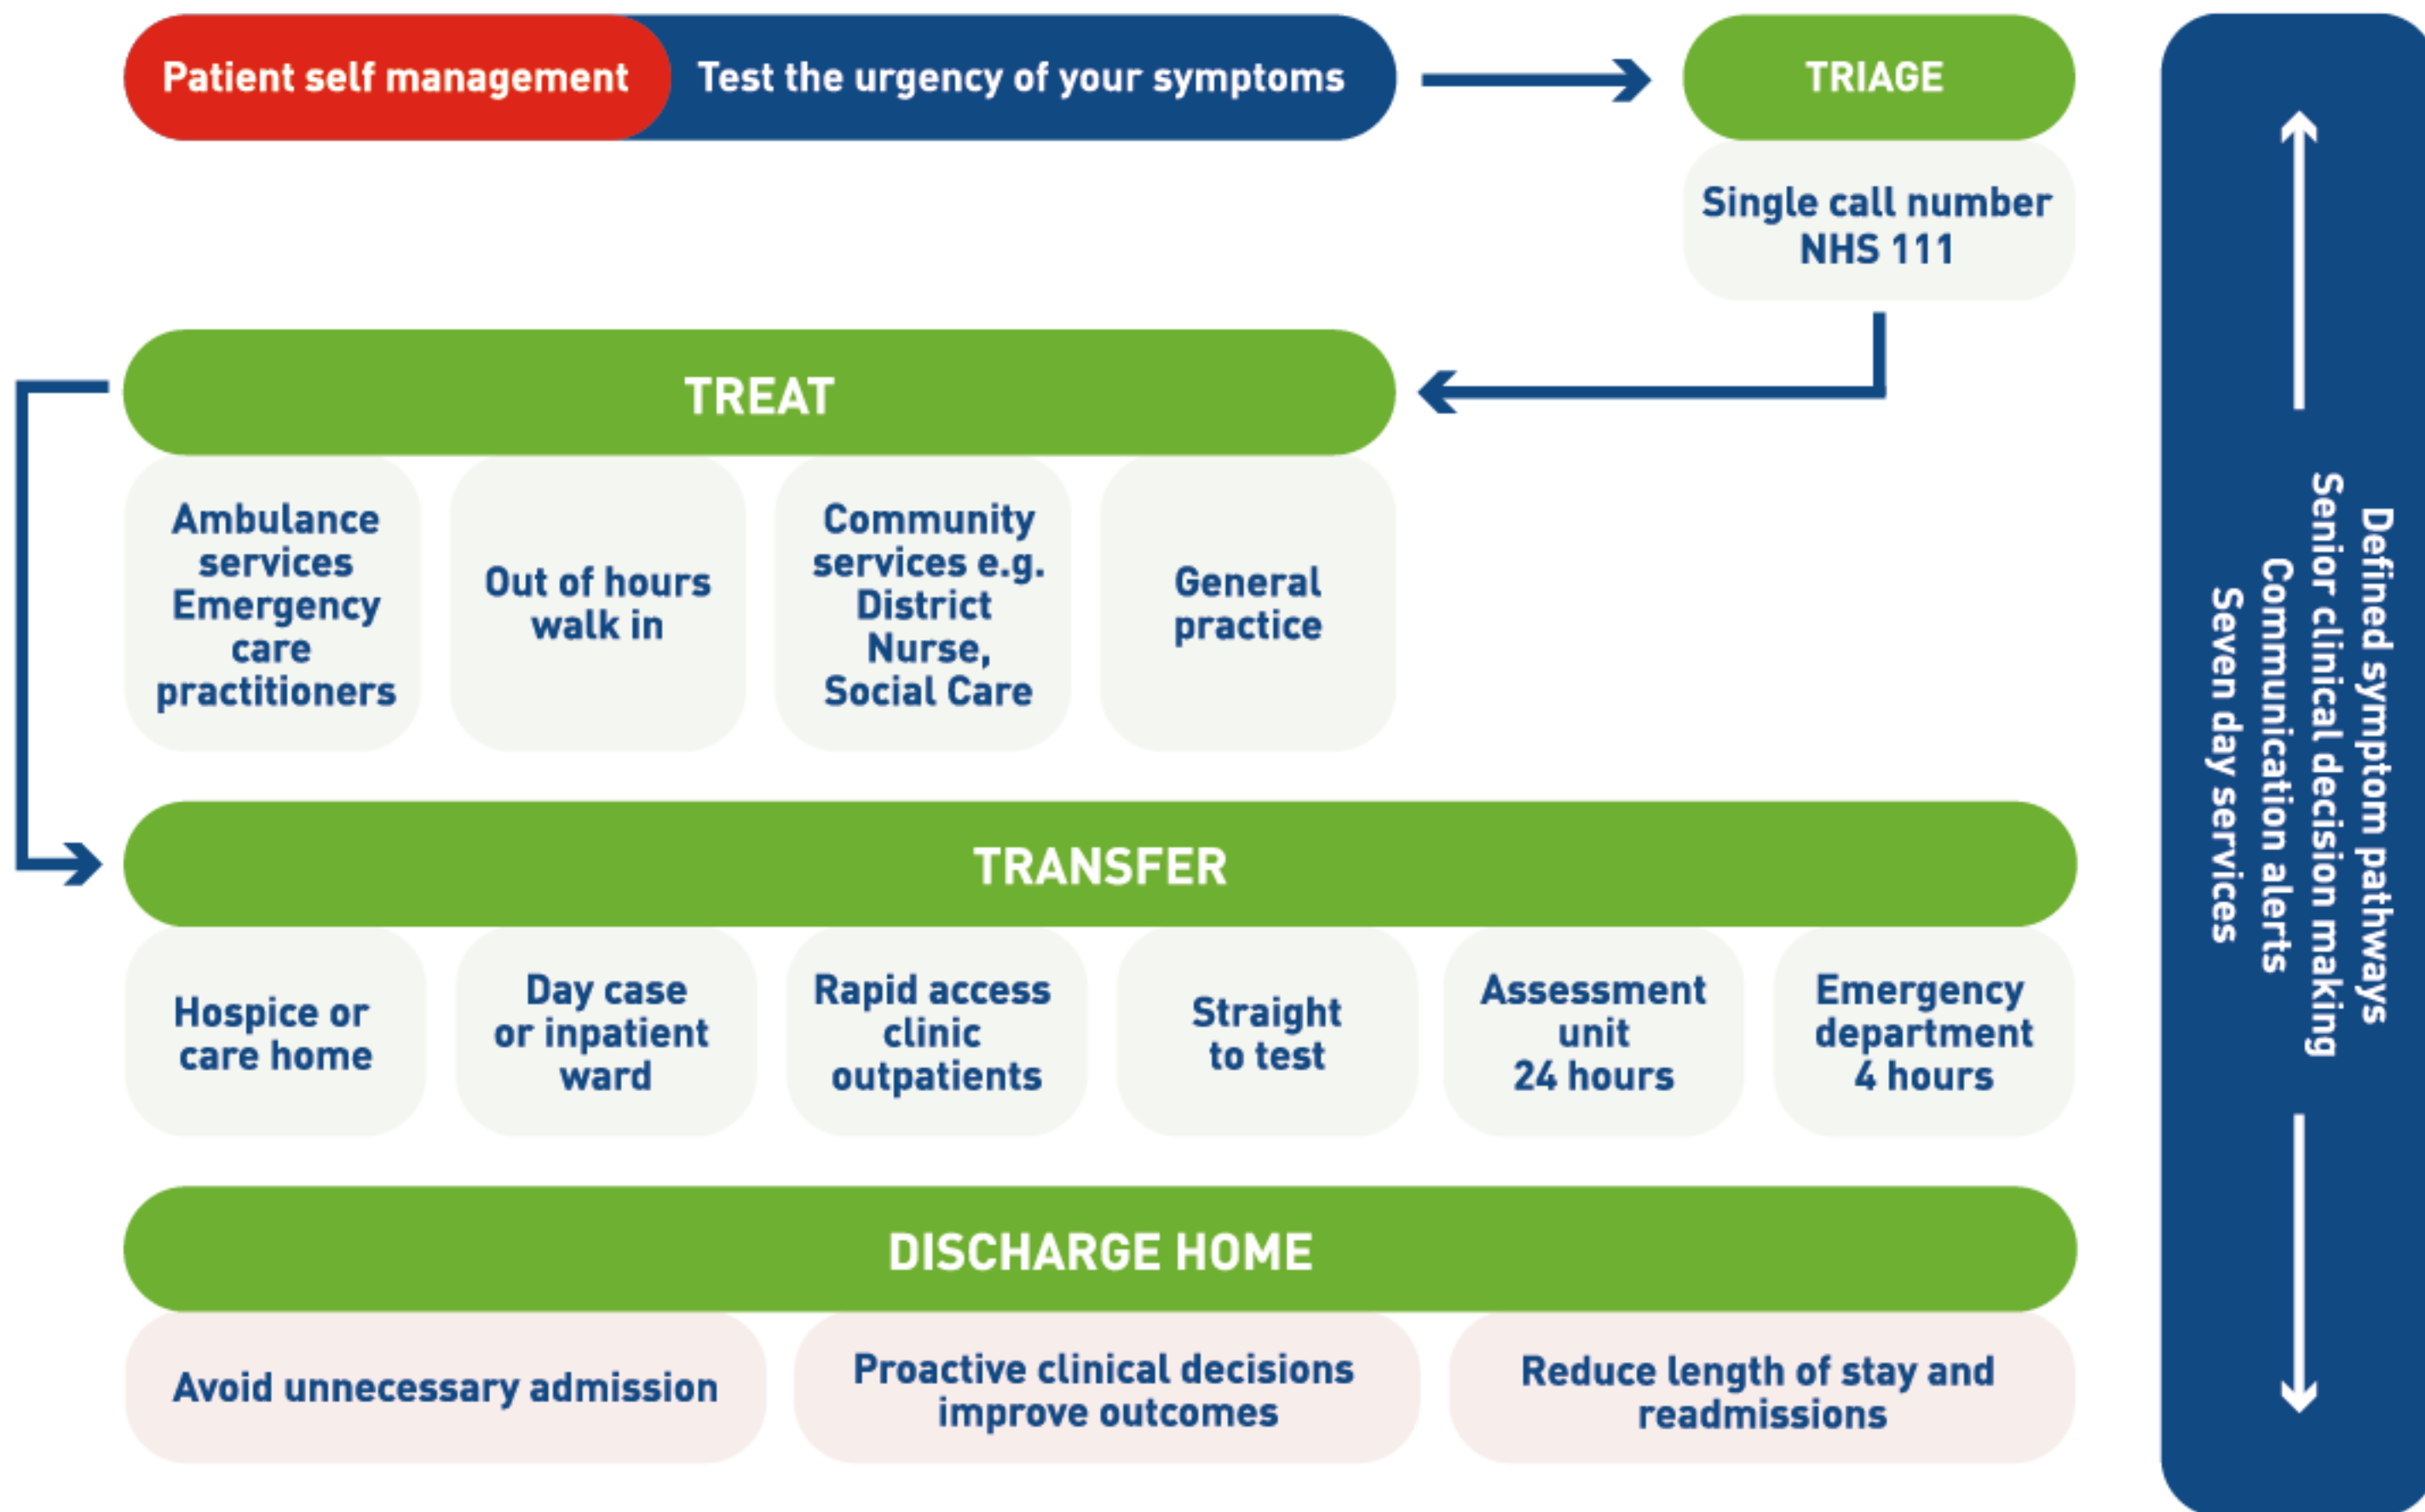 Patient self management
Test the urgency of your symptoms
TRIAGE
Single call number
NHS 111
TREAT
Ambulance
services
Emergency
care
practitioners
Out of hours
walk in
Community
services e.g.
District
Nurse,
Social Care
General
practice
TRANSFER
Hospice or
care home
Day case
or inpatient
ward
Rapid access
clinic
outpatients
Straight
to test
Assessment
unit
24 hours
Emergency
department
4 hours
DISCHARGE HOME
Avoid unnecessary admission
Proactive clinical decisions
improve outcomes
Reduce length of stay and
readmissions
Defined symptom pathways
Senior clinical decision making
Communication alerts
Seven day services